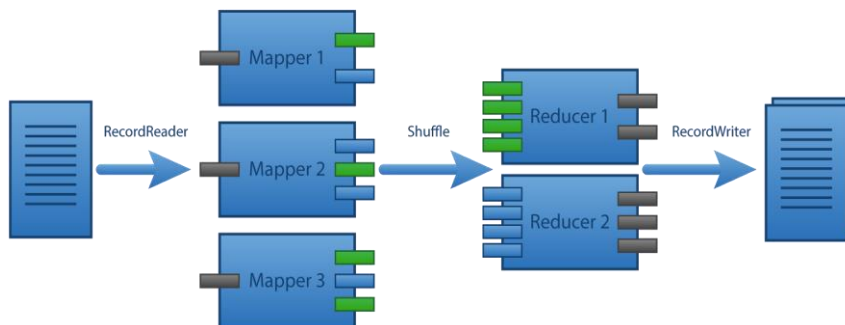 Mapper 1
RecordReader
Mapper 2
Mapper 3
Shuffle
Reducer 1
Reducer 2
RecordWriter